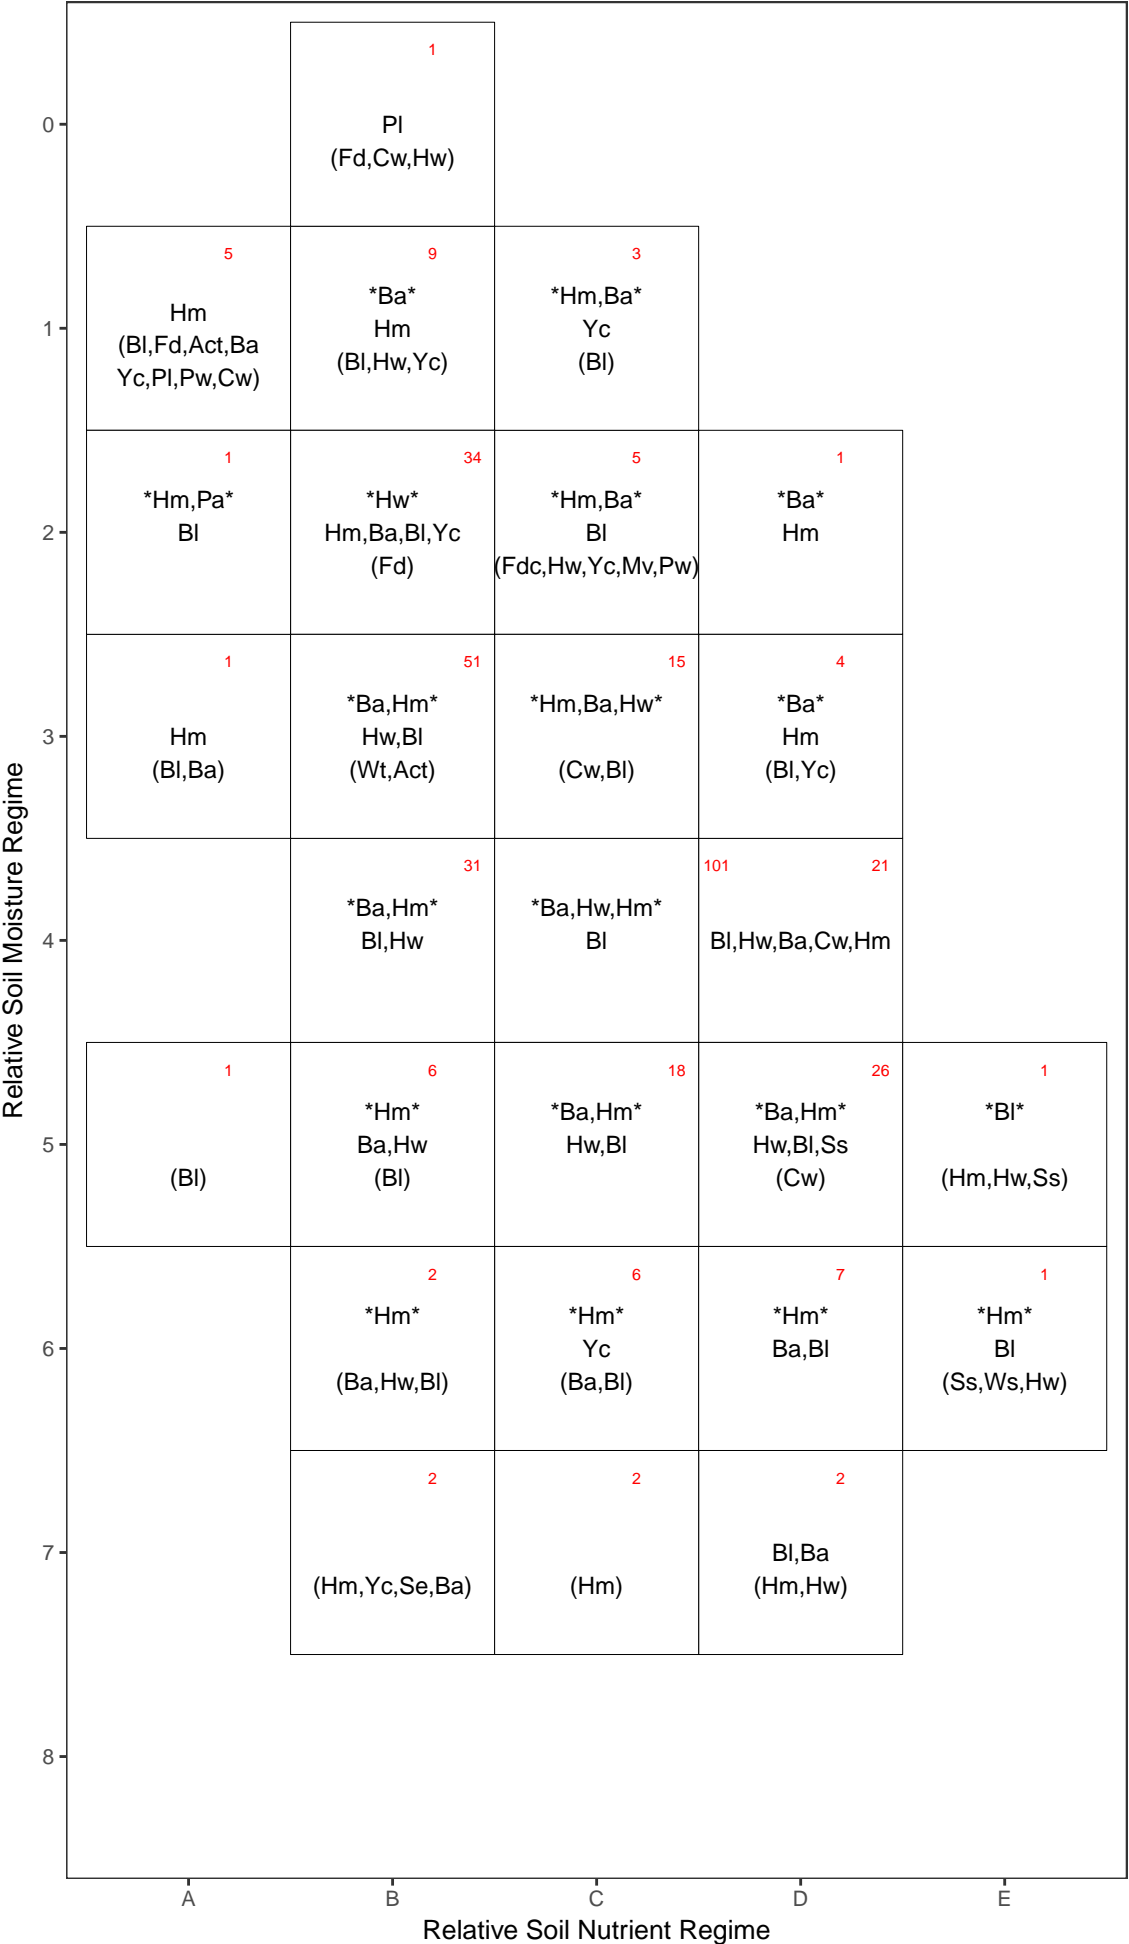 1
0
Pl
(Fd,Cw,Hw)
5
9
3
Hm
(Bl,Fd,Act,Ba
Yc,Pl,Pw,Cw)
*Ba*
Hm
(Bl,Hw,Yc)
*Hm,Ba*
Yc
(Bl)
1
1
34
5
1
*Hm,Pa*
Bl
*Hw*
Hm,Ba,Bl,Yc
(Fd)
*Hm,Ba*
Bl
(Fdc,Hw,Yc,Mv,Pw)
*Ba*
Hm
2
1
51
15
4
Hm
(Bl,Ba)
*Ba,Hm*
Hw,Bl
(Wt,Act)
*Hm,Ba,Hw*
(Cw,Bl)
*Ba*
Hm
(Bl,Yc)
3
31
101
21
*Ba,Hm*
Bl,Hw
*Ba,Hw,Hm*
Bl
Bl,Hw,Ba,Cw,Hm
4
1
6
18
26
1
(Bl)
*Hm*
Ba,Hw
(Bl)
*Ba,Hm*
Hw,Bl
*Ba,Hm*
Hw,Bl,Ss
(Cw)
*Bl*
(Hm,Hw,Ss)
5
2
6
7
1
*Hm*
(Ba,Hw,Bl)
*Hm*
Yc
(Ba,Bl)
*Hm*
Ba,Bl
*Hm*
Bl
(Ss,Ws,Hw)
6
2
2
2
(Hm,Yc,Se,Ba)
(Hm)
Bl,Ba
(Hm,Hw)
7
8
Relative Soil Moisture Regime
A
B
C
D
E
Relative Soil Nutrient Regime